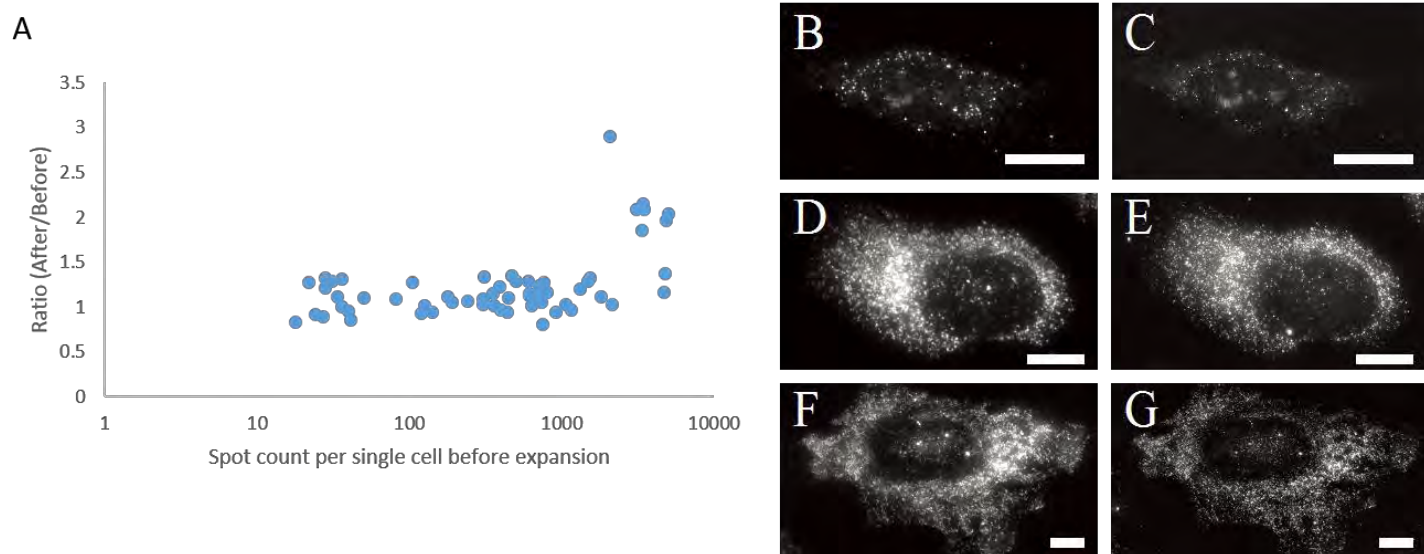 A
3.5
3
2.5
2
1.5
1
0.5
0
Ratio (After/Before)
1 10 100 1000 10000
Spot count per single cell before expansion
B
C
D
E
F
G